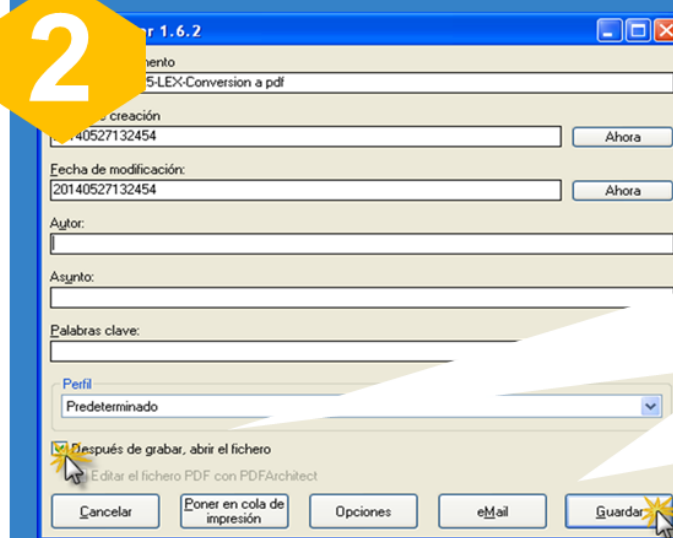 2
r 1.6.2
mento
5-LEX-Conversion a pdf
creación
40527132454
Ahora
Fecha de modificación:
20140527132454
Ahora
Autor:
Asunto:
Palabras clave:
Perfil
Predeterminado
Después de grabar, abrir el fichero
Editar el fichero PDF con PDFArchitect
Cancelar
Poner en cola de
impresión
Opciones
eMail
Guardar